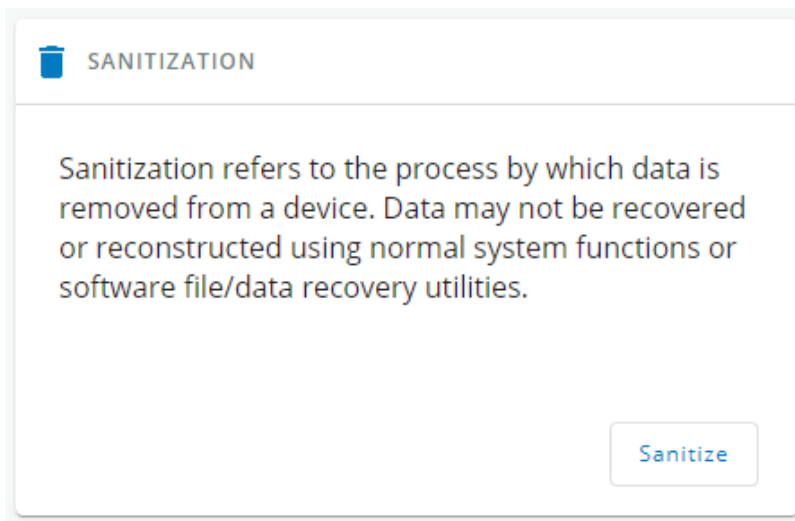 SANITIZATION
Sanitization refers to the process by which data is
removed from a device. Data may not be recovered
or reconstructed using normal system functions or
software file/data recovery utilities.
Sanitize